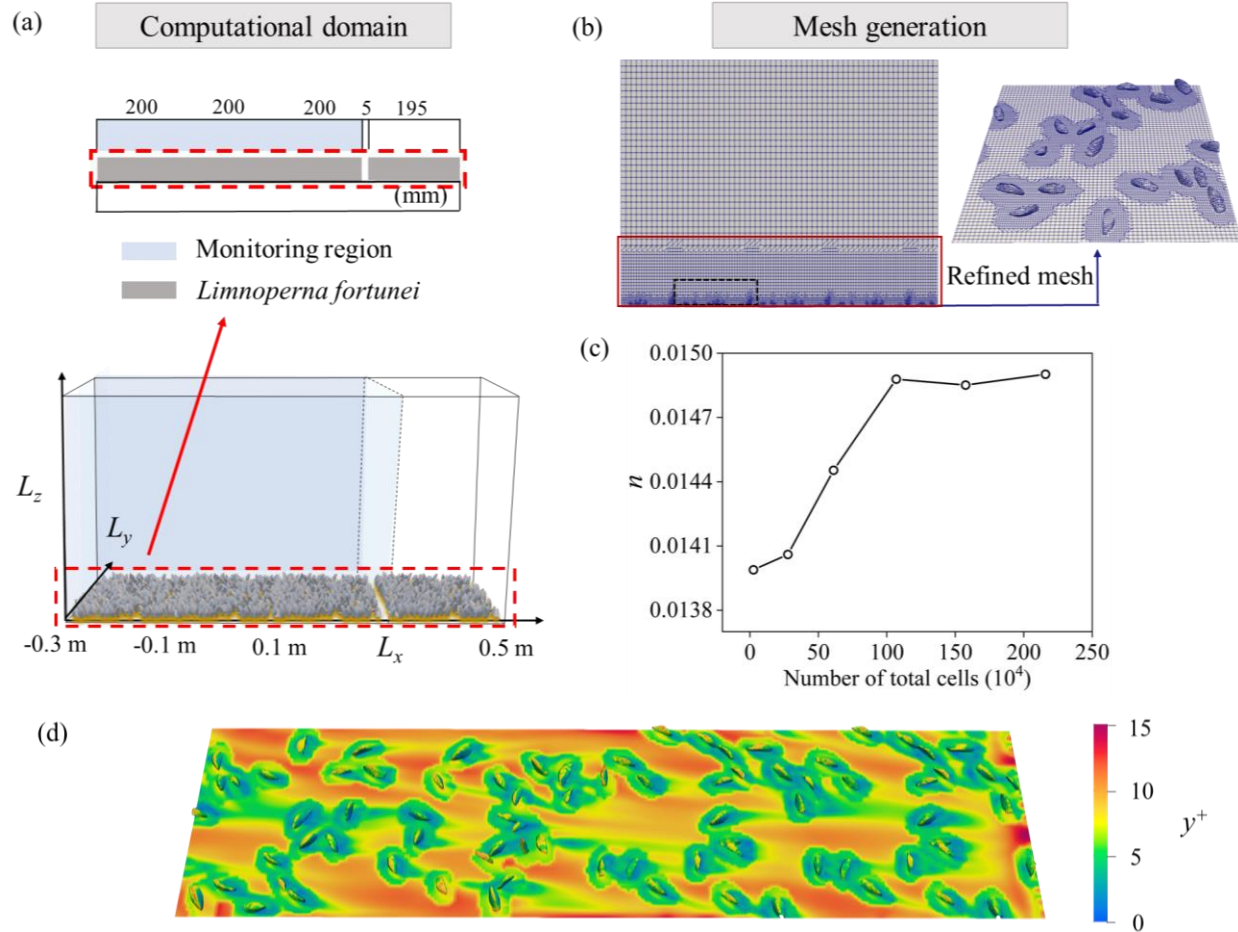 (a)
Computational domain
200 200 200 5 195
(mm)
Monitoring region
Limnoperna fortunei
L_z
L_y
-0.3 m -0.1 m 0.1 m L_x 0.5 m
(b)
Mesh generation
Refined mesh
(c)
0.0150
0.0147
0.0144
0.0141
0.0138
n
0 50 100 150 200 250
Number of total cells (10⁴)
(d)
15
10
5
0
y⁺